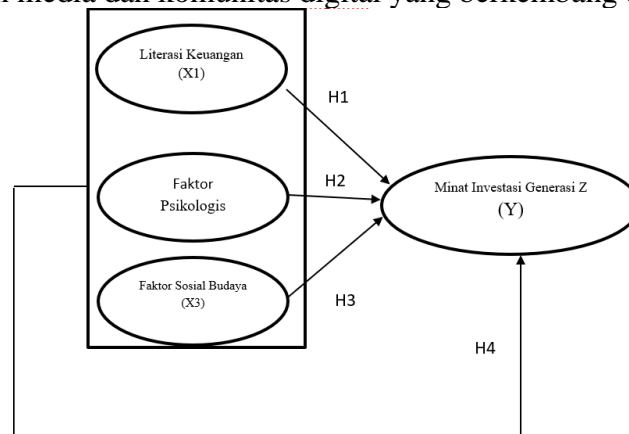 media dan komunitas digital yang berkembang
Literasi Keuangan
(X1)
H1
Faktor
Psikologis
H2
Minat Investasi Generasi Z
(Y)
Faktor Sosial Budaya
(X3)
H3
H4